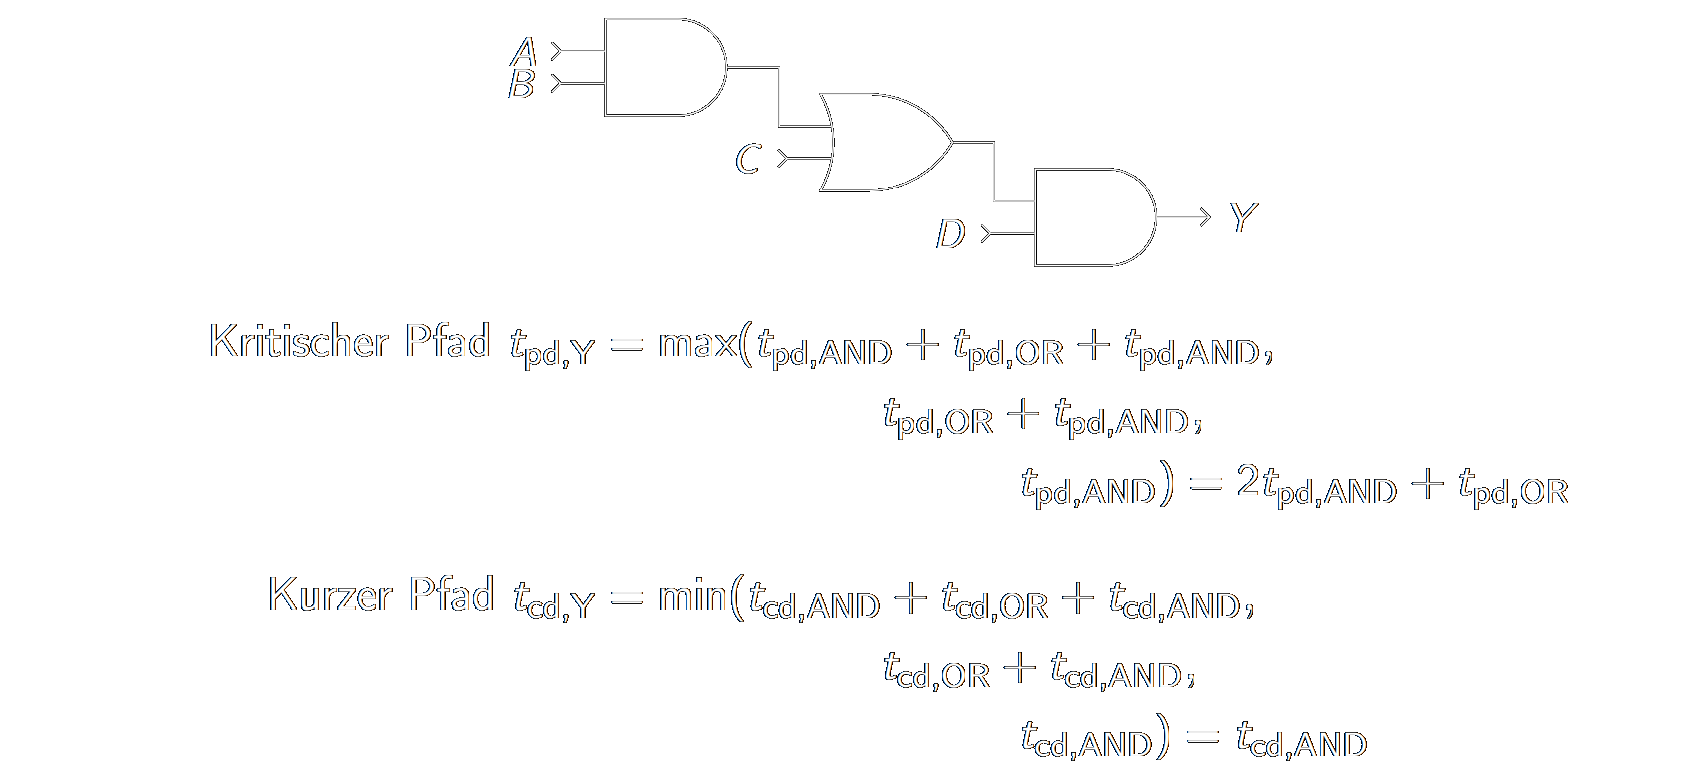 A
B
C
D
Y
Kritischer Pfad t_pd,Y = max(t_pd,AND + t_pd,OR + t_pd,AND,
t_pd,OR + t_pd,AND,
t_pd,AND) = 2t_pd,AND + t_pd,OR
Kurzer Pfad t_cd,Y = min(t_cd,AND + t_cd,OR + t_cd,AND,
t_cd,OR + t_cd,AND,
t_cd,AND) = t_cd,AND